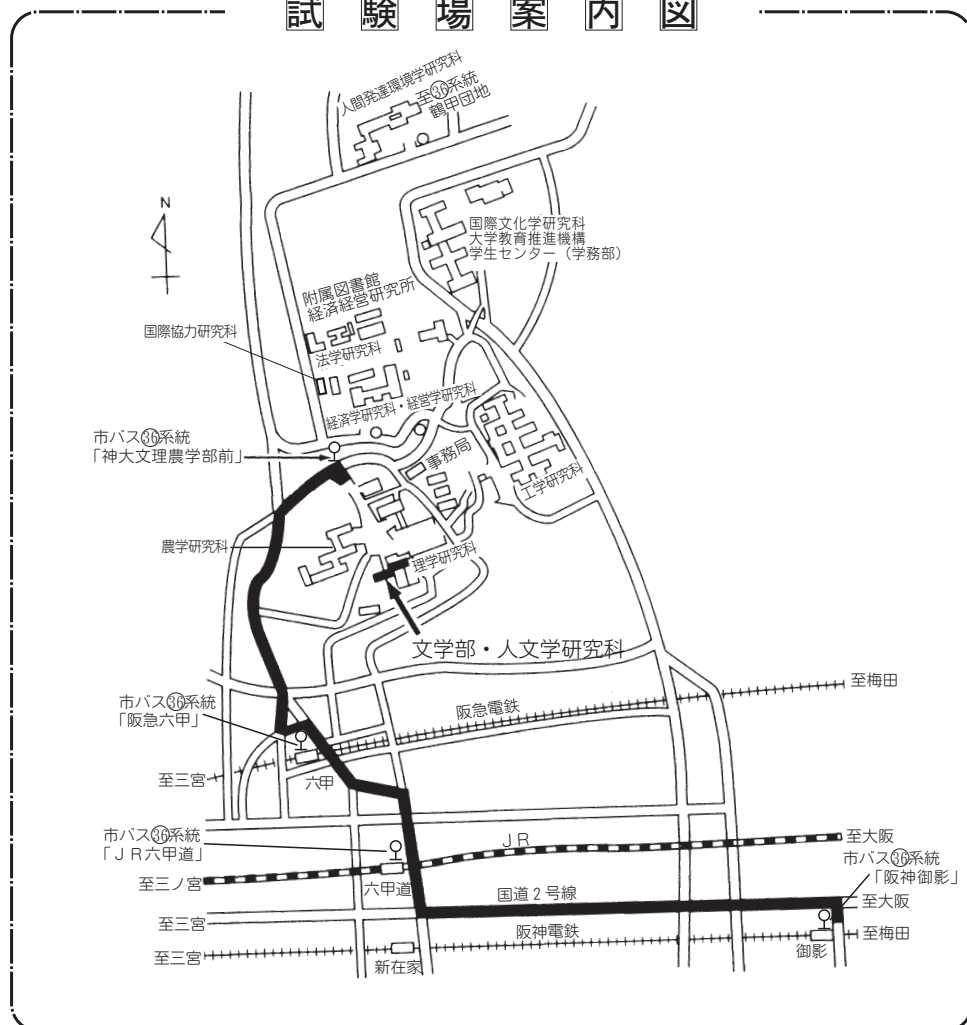 試験場案内図
人間発達環境学研究科
至㊱系統
鶴甲団地
N
国際文化学研究科
大学教育推進機構
学生センター（学務部）
附属図書館
経済経営研究所
国際協力研究科
法学研究科
経済学研究科・経営学研究科
市バス㊱系統
「神大文理農学部前」
事務局
工学研究科
農学研究科
理学研究科
文学部・人文学研究科
至梅田
市バス㊱系統
「阪急六甲」
阪急電鉄
至三宮
六甲
市バス㊱系統
「ＪＲ六甲道」
ＪＲ
至大阪
市バス㊱系統
「阪神御影」
至三ノ宮
六甲道
国道２号線
至大阪
至三宮
阪神電鉄
至梅田
至三宮
新在家
御影